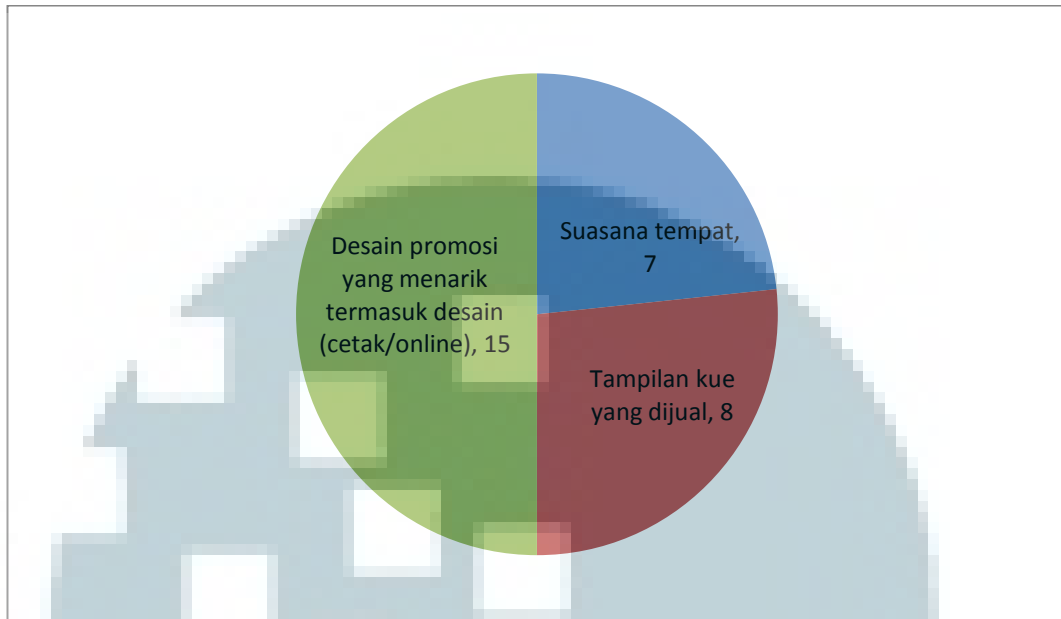 Desain promosi
yang menarik
termasuk desain
(cetak/online), 15
Suasana tempat,
7
Tampilan kue
yang dijual, 8